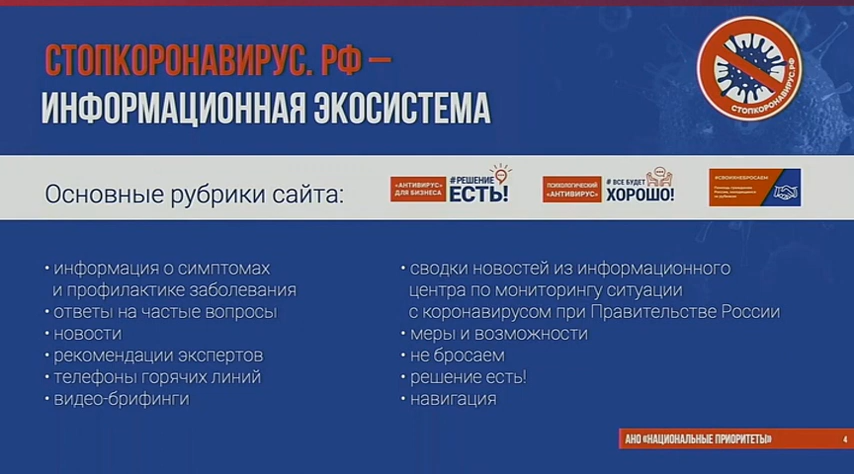 СТОПКОРОНАВИРУС. РФ –
ИНФОРМАЦИОННАЯ ЭКОСИСТЕМА
СТОПКОРОНАВИРУС.РФ
Основные рубрики сайта:
«АНТИВИРУС»
ДЛЯ БИЗНЕСА
#РЕШЕНИЕ
ЕСТЬ!
ПСИХОЛОГИЧЕСКИЙ
«АНТИВИРУС»
# ВСЕ БУДЕТ
ХОРОШО!
#СВОИХНЕБРОСАЕМ
• информация о симптомах
и профилактике заболевания
• ответы на частые вопросы
• новости
• рекомендации экспертов
• телефоны горячих линий
• видео-брифинги
• сводки новостей из информационного
центра по мониторингу ситуации
с коронавирусом при Правительстве России
• меры и возможности
• не бросаем
• решение есть!
• навигация
АНО «НАЦИОНАЛЬНЫЕ ПРИОРИТЕТЫ»
4